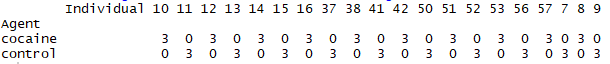 Individual 10 11 12 13 14 15 16 37 38 41 42 50 51 52 53 56 57 7 8 9
Agent
cocaine 3 0 3 0 3 0 3 0 3 0 3 0 3 0 3 0 3 0 3 0
control 0 3 0 3 0 3 0 3 0 3 0 3 0 3 0 3 0 3 0 3